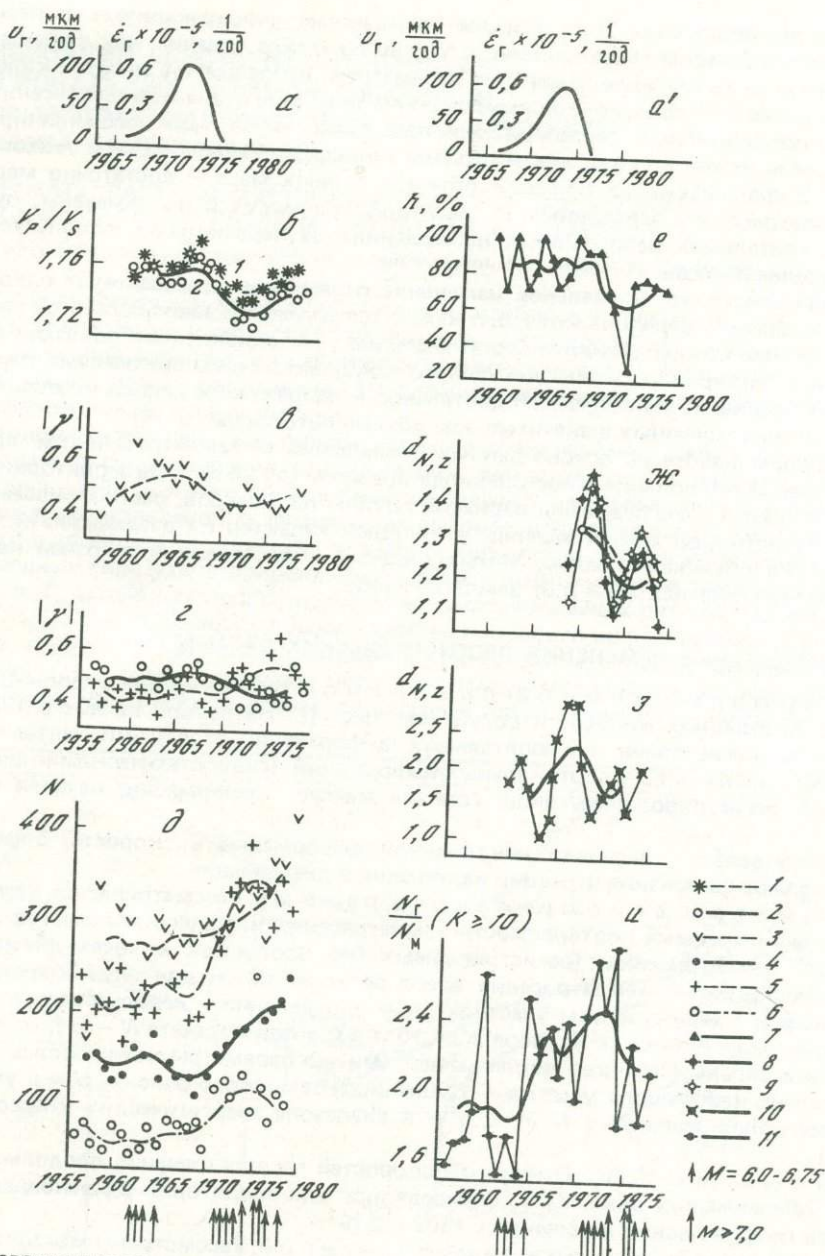 υг, мкм/год ε̇г × 10⁻⁵, 1/год
100 0,6
50 0,3
0
а
1965 1970 1975 1980
υг, мкм/год ε̇г × 10⁻⁵, 1/год
100 0,6
50 0,3
0
а'
1965 1970 1975 1980
Vp/Vs
б
1,76
1
2
1,72
h, %
е
100
80
60
40
20
1960 1965 1970 1975 1980
|γ|
в
0,6
0,4
1960 1965 1970 1975 1980
dN,z
Ж
1,4
1,3
1,2
1,1
|γ|
г
0,6
0,4
1955 1960 1965 1970 1975
dN,z
З
2,5
2,0
1,5
1,0
N
д
400
300
200
100
1955 1960 1965 1970 1975 1980
Nг/Nм (K ≥ 10)
и
2,4
2,0
1,6
1960 1965 1970 1975
1
2
3
4
5
6
7
8
9
10
11
M = 6,0 - 6,75
M ≥ 7,0